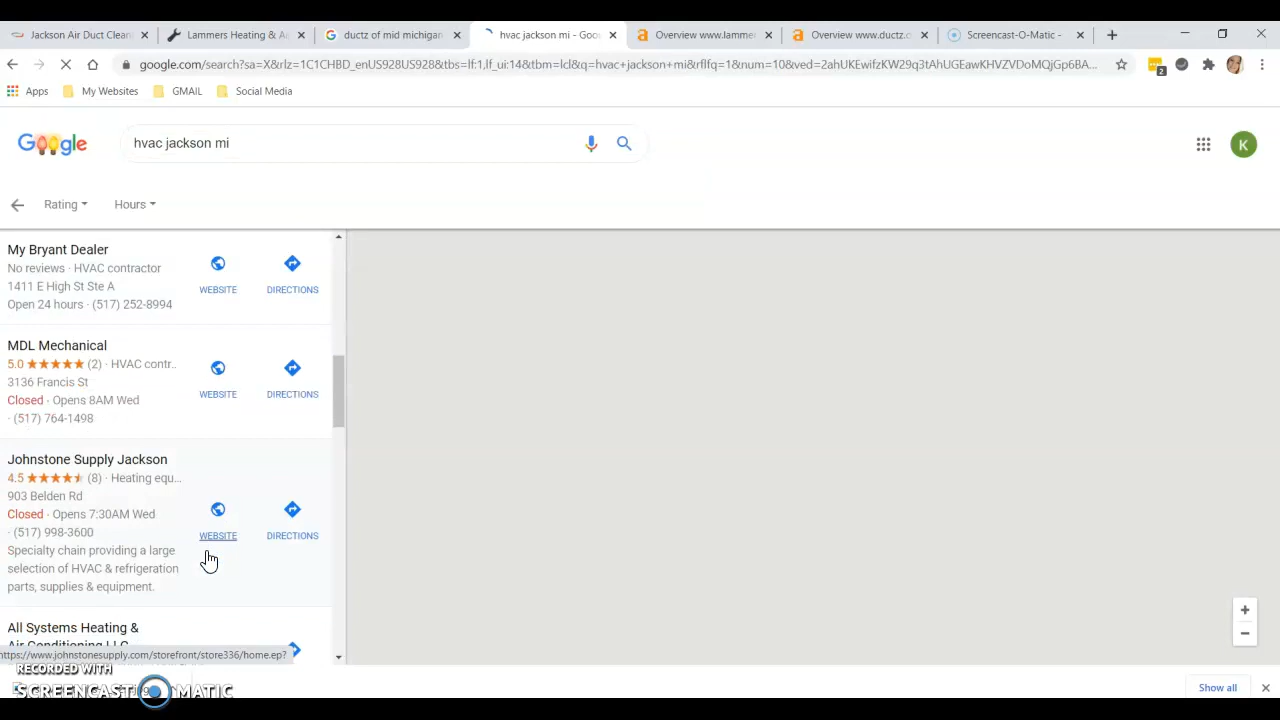 Jackson Air Duct Clean
Lammers Heating & A
ductz of mid michigan
hvac jackson mi - Goo
Overview www.lamme
Overview www.ductz.c
Screencast-O-Matic -
google.com/search?sa=X&rlz=1C1CHBD_enUS928US928&tbs=lf:1,lf_ui:14&tbm=lcl&q=hvac+jackson+mi&rflfq=1&num=10&ved=2ahUKEwifzKW29q3tAhUGEawKHVZVDoMQjGp6BA...
2
Apps
My Websites
GMAIL
Social Media
Google
hvac jackson mi
K
Rating
Hours
My Bryant Dealer
No reviews · HVAC contractor
1411 E High St Ste A
Open 24 hours · (517) 252-8994
WEBSITE
DIRECTIONS
MDL Mechanical
5.0 (2) · HVAC contr..
3136 Francis St
Closed · Opens 8AM Wed
· (517) 764-1498
WEBSITE
DIRECTIONS
Johnstone Supply Jackson
4.5 (8) · Heating equ...
903 Belden Rd
Closed · Opens 7:30AM Wed
· (517) 998-3600
Specialty chain providing a large
selection of HVAC & refrigeration
parts, supplies & equipment.
WEBSITE
DIRECTIONS
All Systems Heating &
Air Conditioning LLC
https://www.johnstonesupply.com/storefront/store336/home.ep?
RECORDED WITH
SCREENCAST-O-MATIC
Show all